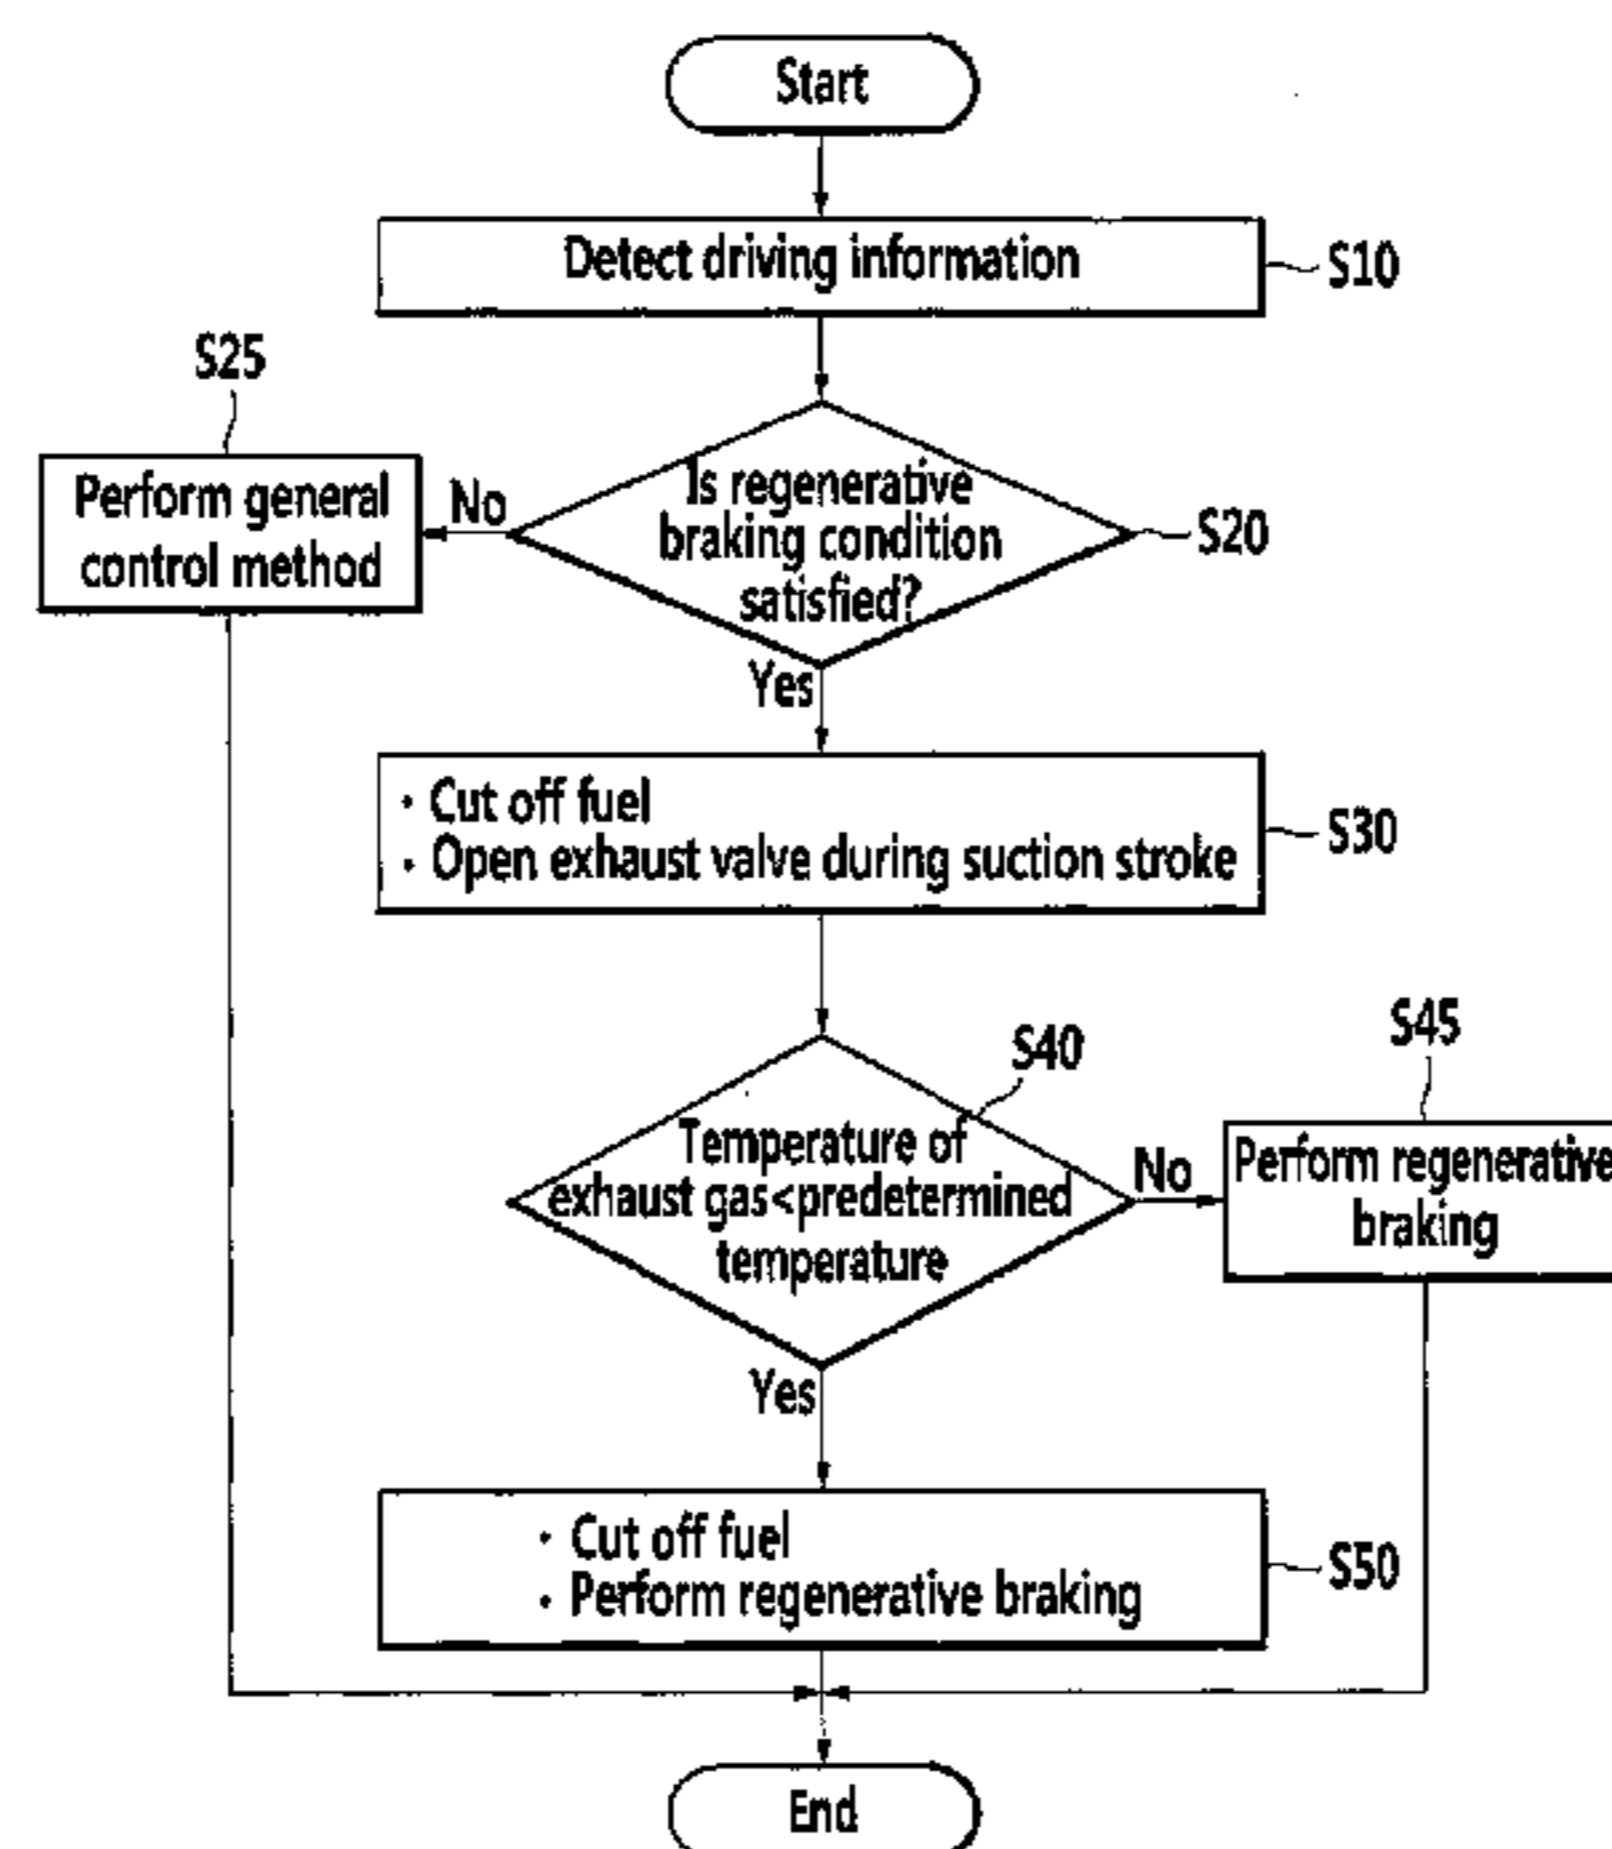 Start
Detect driving information
S10
S25
Perform general
control method
No
Is regenerative
braking condition
satisfied?
S20
Yes
· Cut off fuel
· Open exhaust valve during suction stroke
S30
S40
S45
Temperature of
exhaust gas<predetermined
temperature
No
Perform regenerative
braking
Yes
· Cut off fuel
· Perform regenerative braking
S50
End